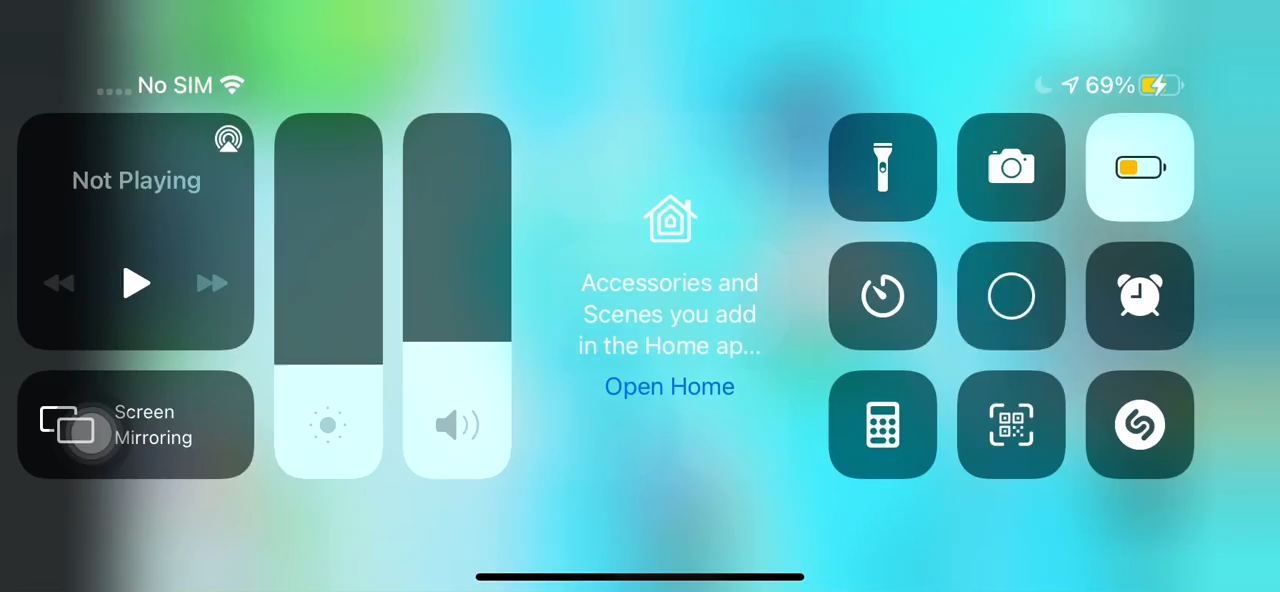 No SIM
69%
Not Playing
Screen
Mirroring
Accessories and
Scenes you add
in the Home ap...
Open Home